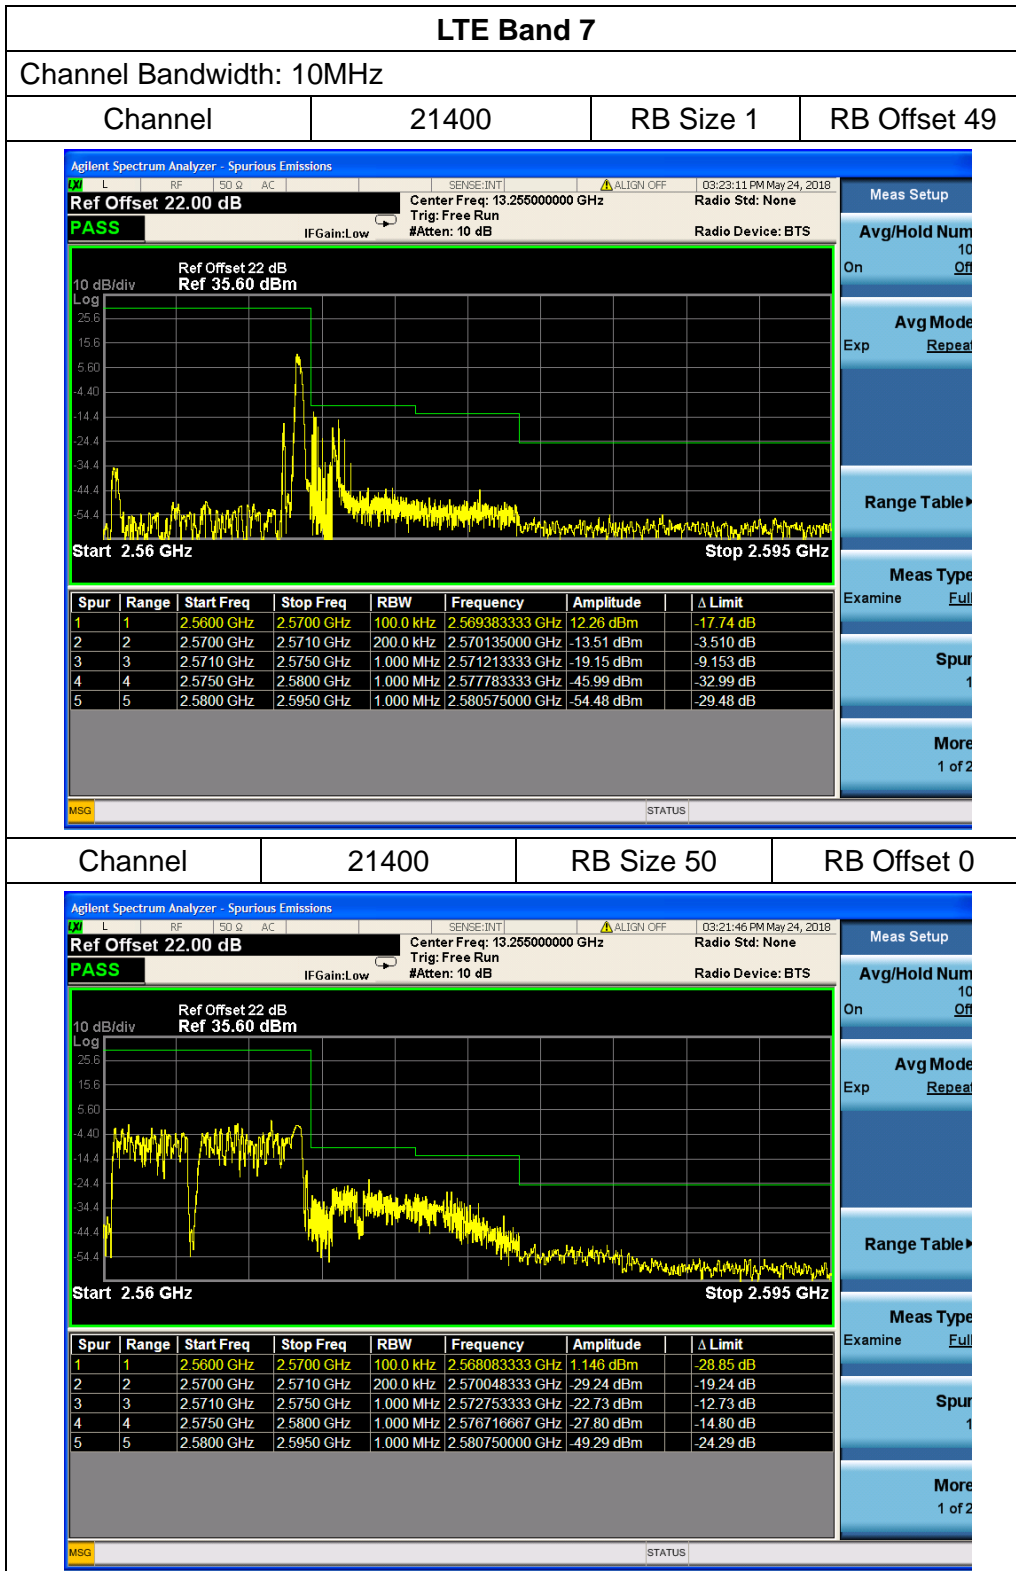 LTE Band 7
Channel Bandwidth: 10MHz
Channel 21400 RB Size 1 RB Offset 49
Agilent Spectrum Analyzer - Spurious Emissions
LXI L RF 50 Ω AC SENSE:INT ALIGN OFF 03:23:11 PM May 24, 2018
Ref Offset 22.00 dB Center Freq: 13.255000000 GHz Radio Std: None
Trig: Free Run
PASS IFGain:Low #Atten: 10 dB Radio Device: BTS
Ref Offset 22 dB
10 dB/div Ref 35.60 dBm
Log
25.6
15.6
5.60
-4.40
-14.4
-24.4
-34.4
-44.4
-54.4
Start 2.56 GHz Stop 2.595 GHz
Spur Range Start Freq Stop Freq RBW Frequency Amplitude Δ Limit
1 1 2.5600 GHz 2.5700 GHz 100.0 kHz 2.569383333 GHz 12.26 dBm -17.74 dB
2 2 2.5700 GHz 2.5710 GHz 200.0 kHz 2.570135000 GHz -13.51 dBm -3.510 dB
3 3 2.5710 GHz 2.5750 GHz 1.000 MHz 2.571213333 GHz -19.15 dBm -9.153 dB
4 4 2.5750 GHz 2.5800 GHz 1.000 MHz 2.577783333 GHz -45.99 dBm -32.99 dB
5 5 2.5800 GHz 2.5950 GHz 1.000 MHz 2.580575000 GHz -54.48 dBm -29.48 dB
MSG STATUS
Meas Setup
Avg/Hold Num
10
On Off
Avg Mode
Exp Repeat
Range Table
Meas Type
Examine Full
Spur
1
More
1 of 2
Channel 21400 RB Size 50 RB Offset 0
Agilent Spectrum Analyzer - Spurious Emissions
LXI L RF 50 Ω AC SENSE:INT ALIGN OFF 03:21:46 PM May 24, 2018
Ref Offset 22.00 dB Center Freq: 13.255000000 GHz Radio Std: None
Trig: Free Run
PASS IFGain:Low #Atten: 10 dB Radio Device: BTS
Ref Offset 22 dB
10 dB/div Ref 35.60 dBm
Log
25.6
15.6
5.60
-4.40
-14.4
-24.4
-34.4
-44.4
-54.4
Start 2.56 GHz Stop 2.595 GHz
Spur Range Start Freq Stop Freq RBW Frequency Amplitude Δ Limit
1 1 2.5600 GHz 2.5700 GHz 100.0 kHz 2.568083333 GHz 1.146 dBm -28.85 dB
2 2 2.5700 GHz 2.5710 GHz 200.0 kHz 2.570048333 GHz -29.24 dBm -19.24 dB
3 3 2.5710 GHz 2.5750 GHz 1.000 MHz 2.572753333 GHz -22.73 dBm -12.73 dB
4 4 2.5750 GHz 2.5800 GHz 1.000 MHz 2.576716667 GHz -27.80 dBm -14.80 dB
5 5 2.5800 GHz 2.5950 GHz 1.000 MHz 2.580750000 GHz -49.29 dBm -24.29 dB
MSG STATUS
Meas Setup
Avg/Hold Num
10
On Off
Avg Mode
Exp Repeat
Range Table
Meas Type
Examine Full
Spur
1
More
1 of 2